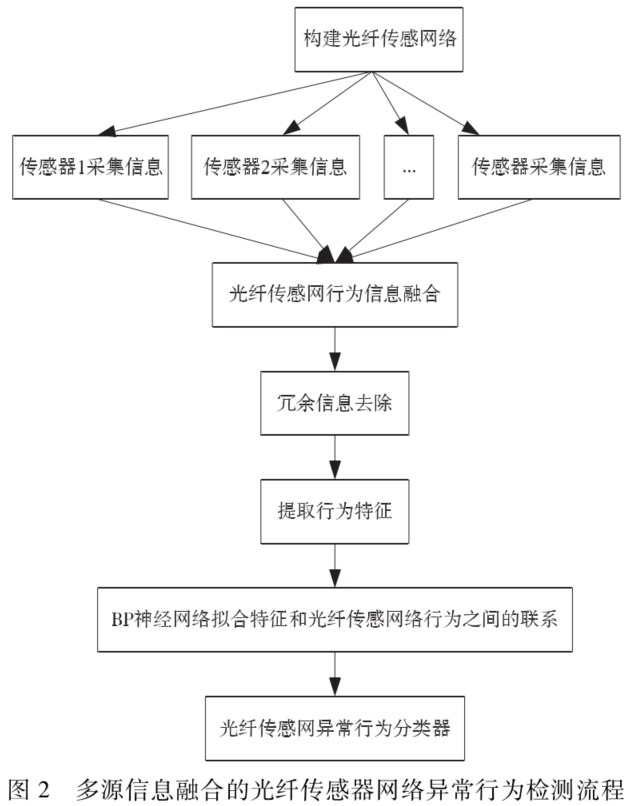 构建光纤传感网络
传感器1采集信息
传感器2采集信息
...
传感器采集信息
光纤传感网行为信息融合
冗余信息去除
提取行为特征
BP神经网络拟合特征和光纤传感网络行为之间的联系
光纤传感网异常行为分类器
图 2 多源信息融合的光纤传感器网络异常行为检测流程